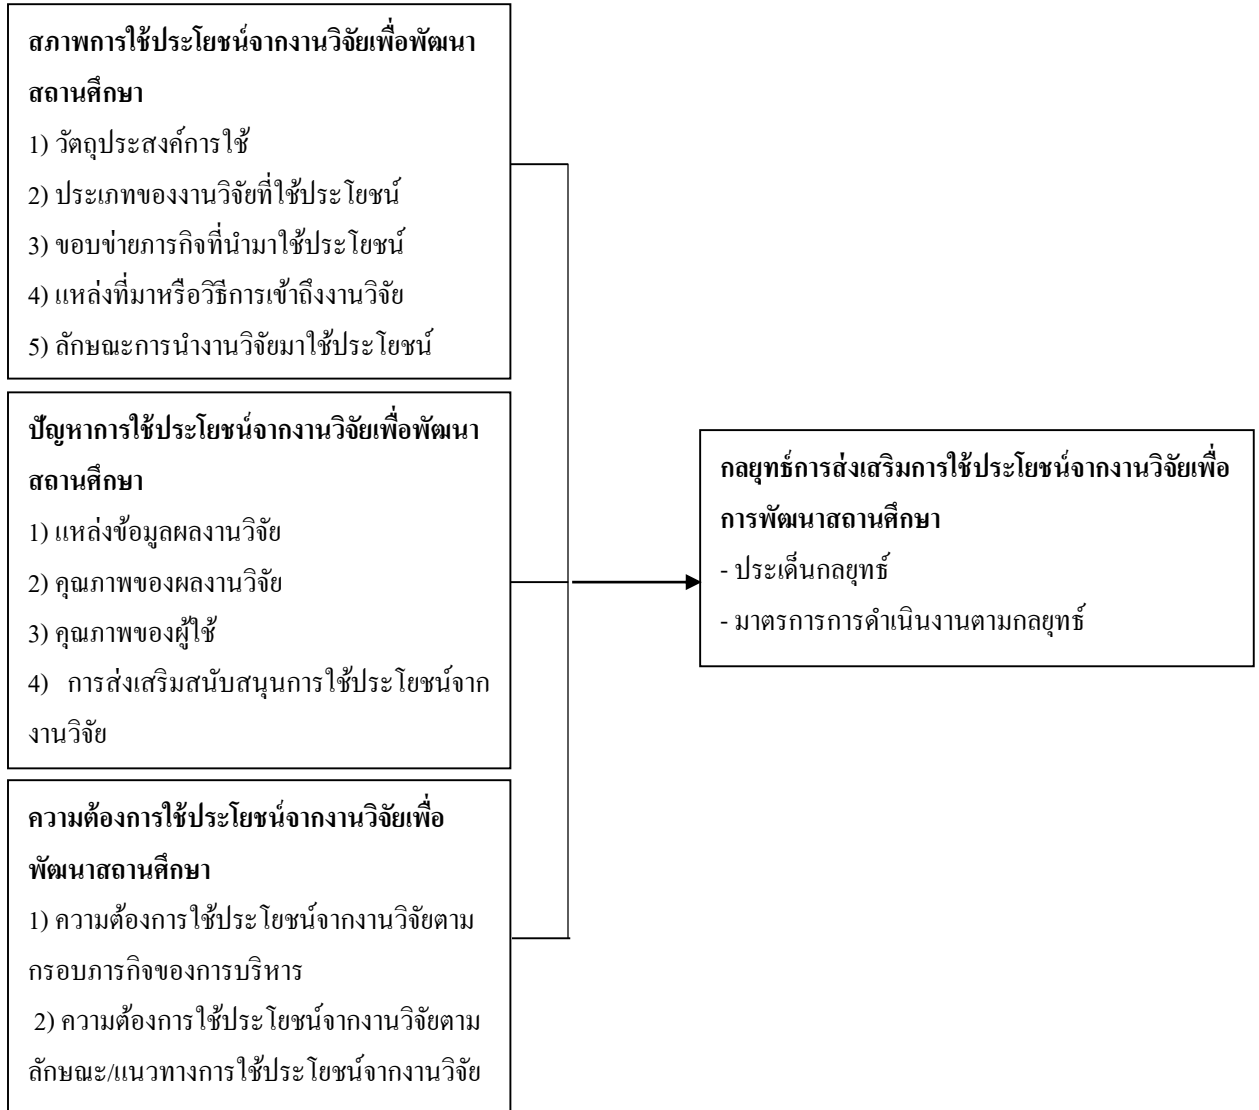 สภาพการใช้ประโยชน์จากงานวิจัยเพื่อพัฒนา
สถานศึกษา
1) วัตถุประสงค์การใช้
2) ประเภทของงานวิจัยที่ใช้ประโยชน์
3) ขอบข่ายภารกิจที่นำมาใช้ประโยชน์
4) แหล่งที่มาหรือวิธีการเข้าถึงงานวิจัย
5) ลักษณะการนำงานวิจัยมาใช้ประโยชน์
ปัญหาการใช้ประโยชน์จากงานวิจัยเพื่อพัฒนา
สถานศึกษา
1) แหล่งข้อมูลผลงานวิจัย
2) คุณภาพของผลงานวิจัย
3) คุณภาพของผู้ใช้
4) การส่งเสริมสนับสนุนการใช้ประโยชน์จาก
งานวิจัย
ความต้องการใช้ประโยชน์จากงานวิจัยเพื่อ
พัฒนาสถานศึกษา
1) ความต้องการใช้ประโยชน์จากงานวิจัยตาม
กรอบภารกิจของการบริหาร
2) ความต้องการใช้ประโยชน์จากงานวิจัยตาม
ลักษณะ/แนวทางการใช้ประโยชน์จากงานวิจัย
กลยุทธ์การส่งเสริมการใช้ประโยชน์จากงานวิจัยเพื่อ
การพัฒนาสถานศึกษา
- ประเด็นกลยุทธ์
- มาตรการการดำเนินงานตามกลยุทธ์